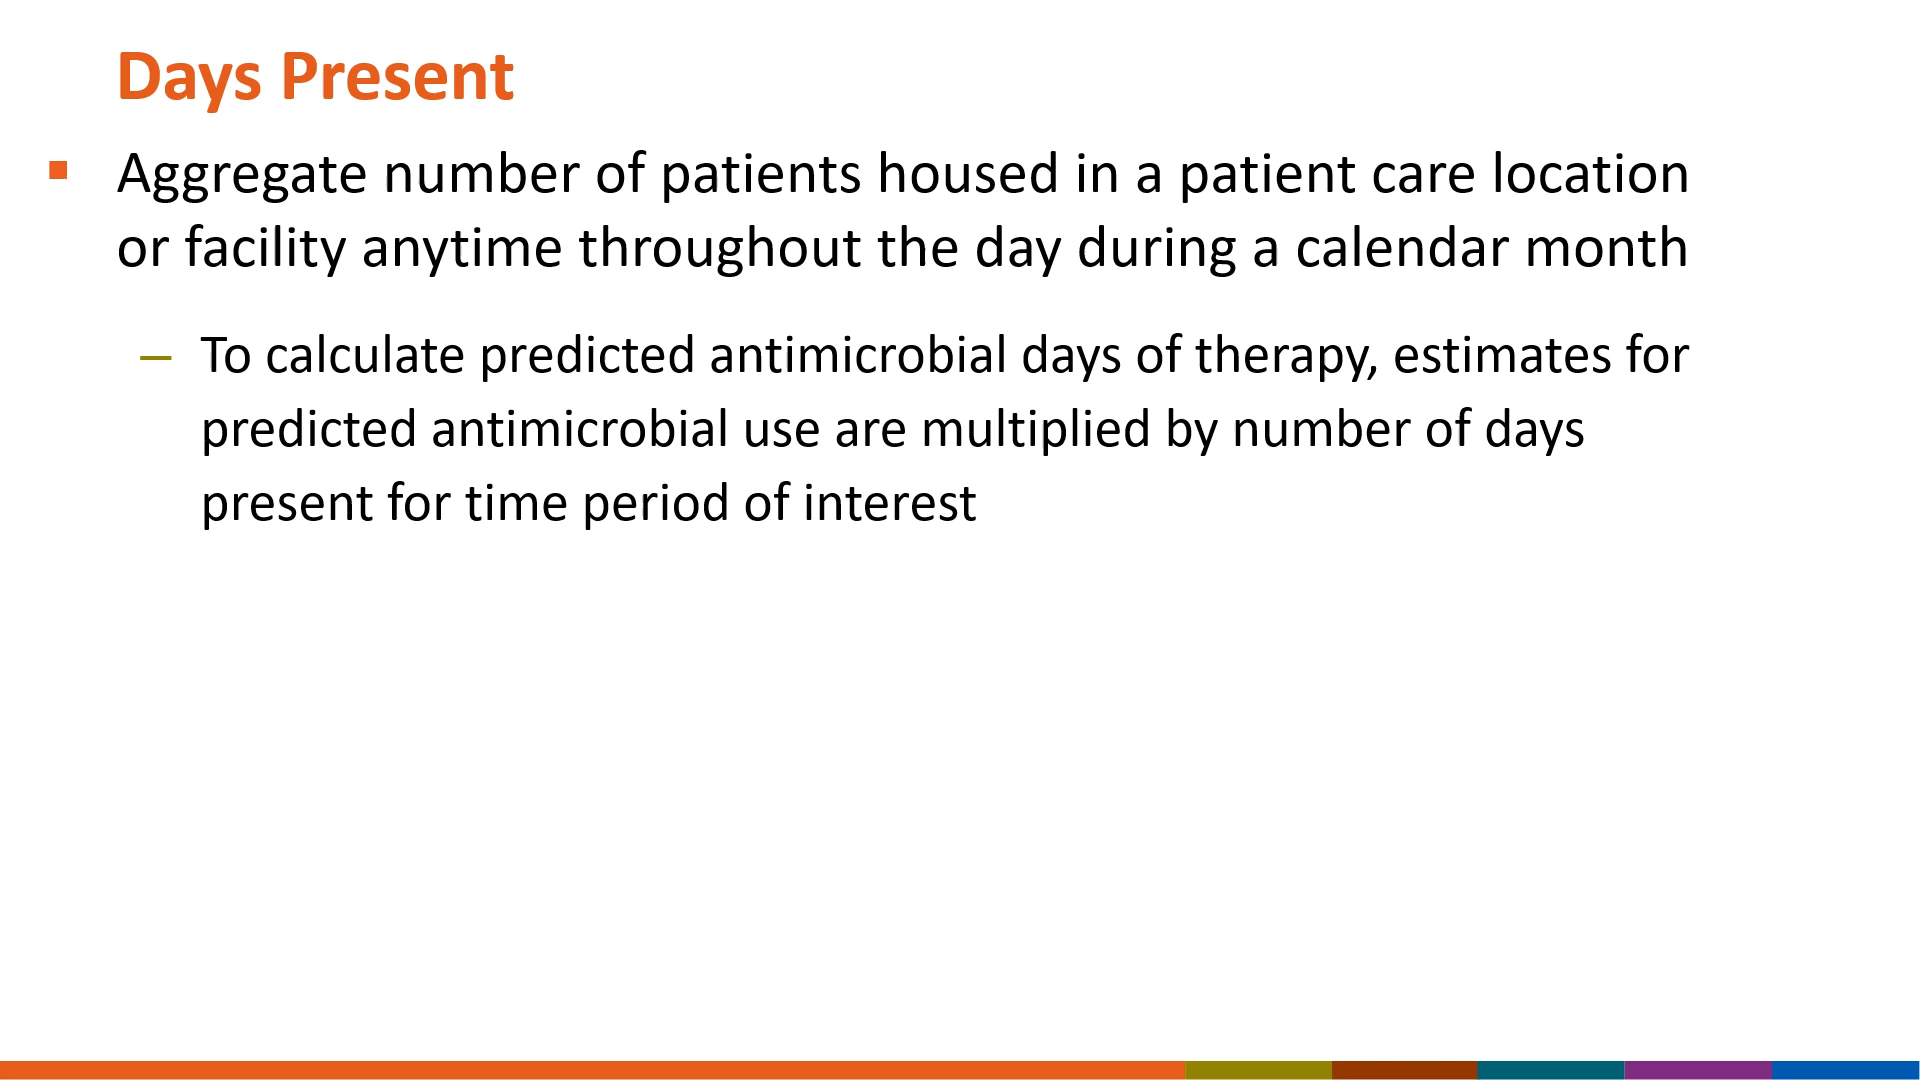 Days Present
▪ Aggregate number of patients housed in a patient care location
or facility anytime throughout the day during a calendar month
– To calculate predicted antimicrobial days of therapy, estimates for
predicted antimicrobial use are multiplied by number of days
present for time period of interest